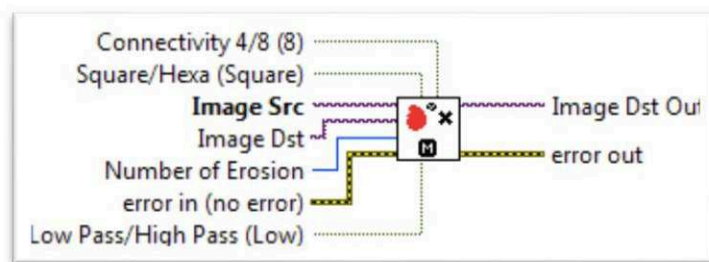 Connectivity 4/8 (8)
Square/Hexa (Square)
Image Src
Image Dst Out
Image Dst
Number of Erosion
error in (no error)
error out
Low Pass/High Pass (Low)
M